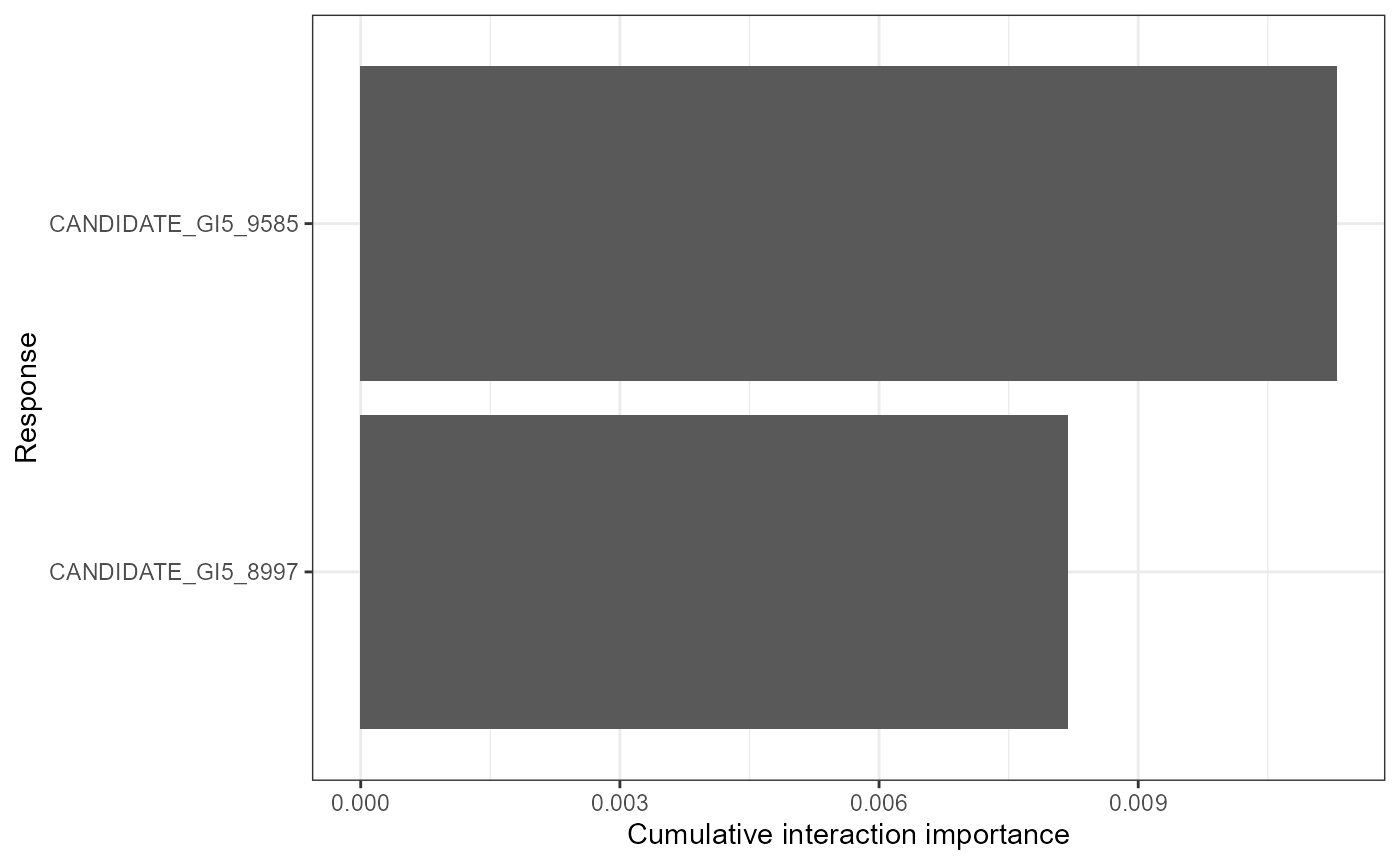 Response
CANDIDATE_GI5_9585
CANDIDATE_GI5_8997
0.000 0.003 0.006 0.009
Cumulative interaction importance